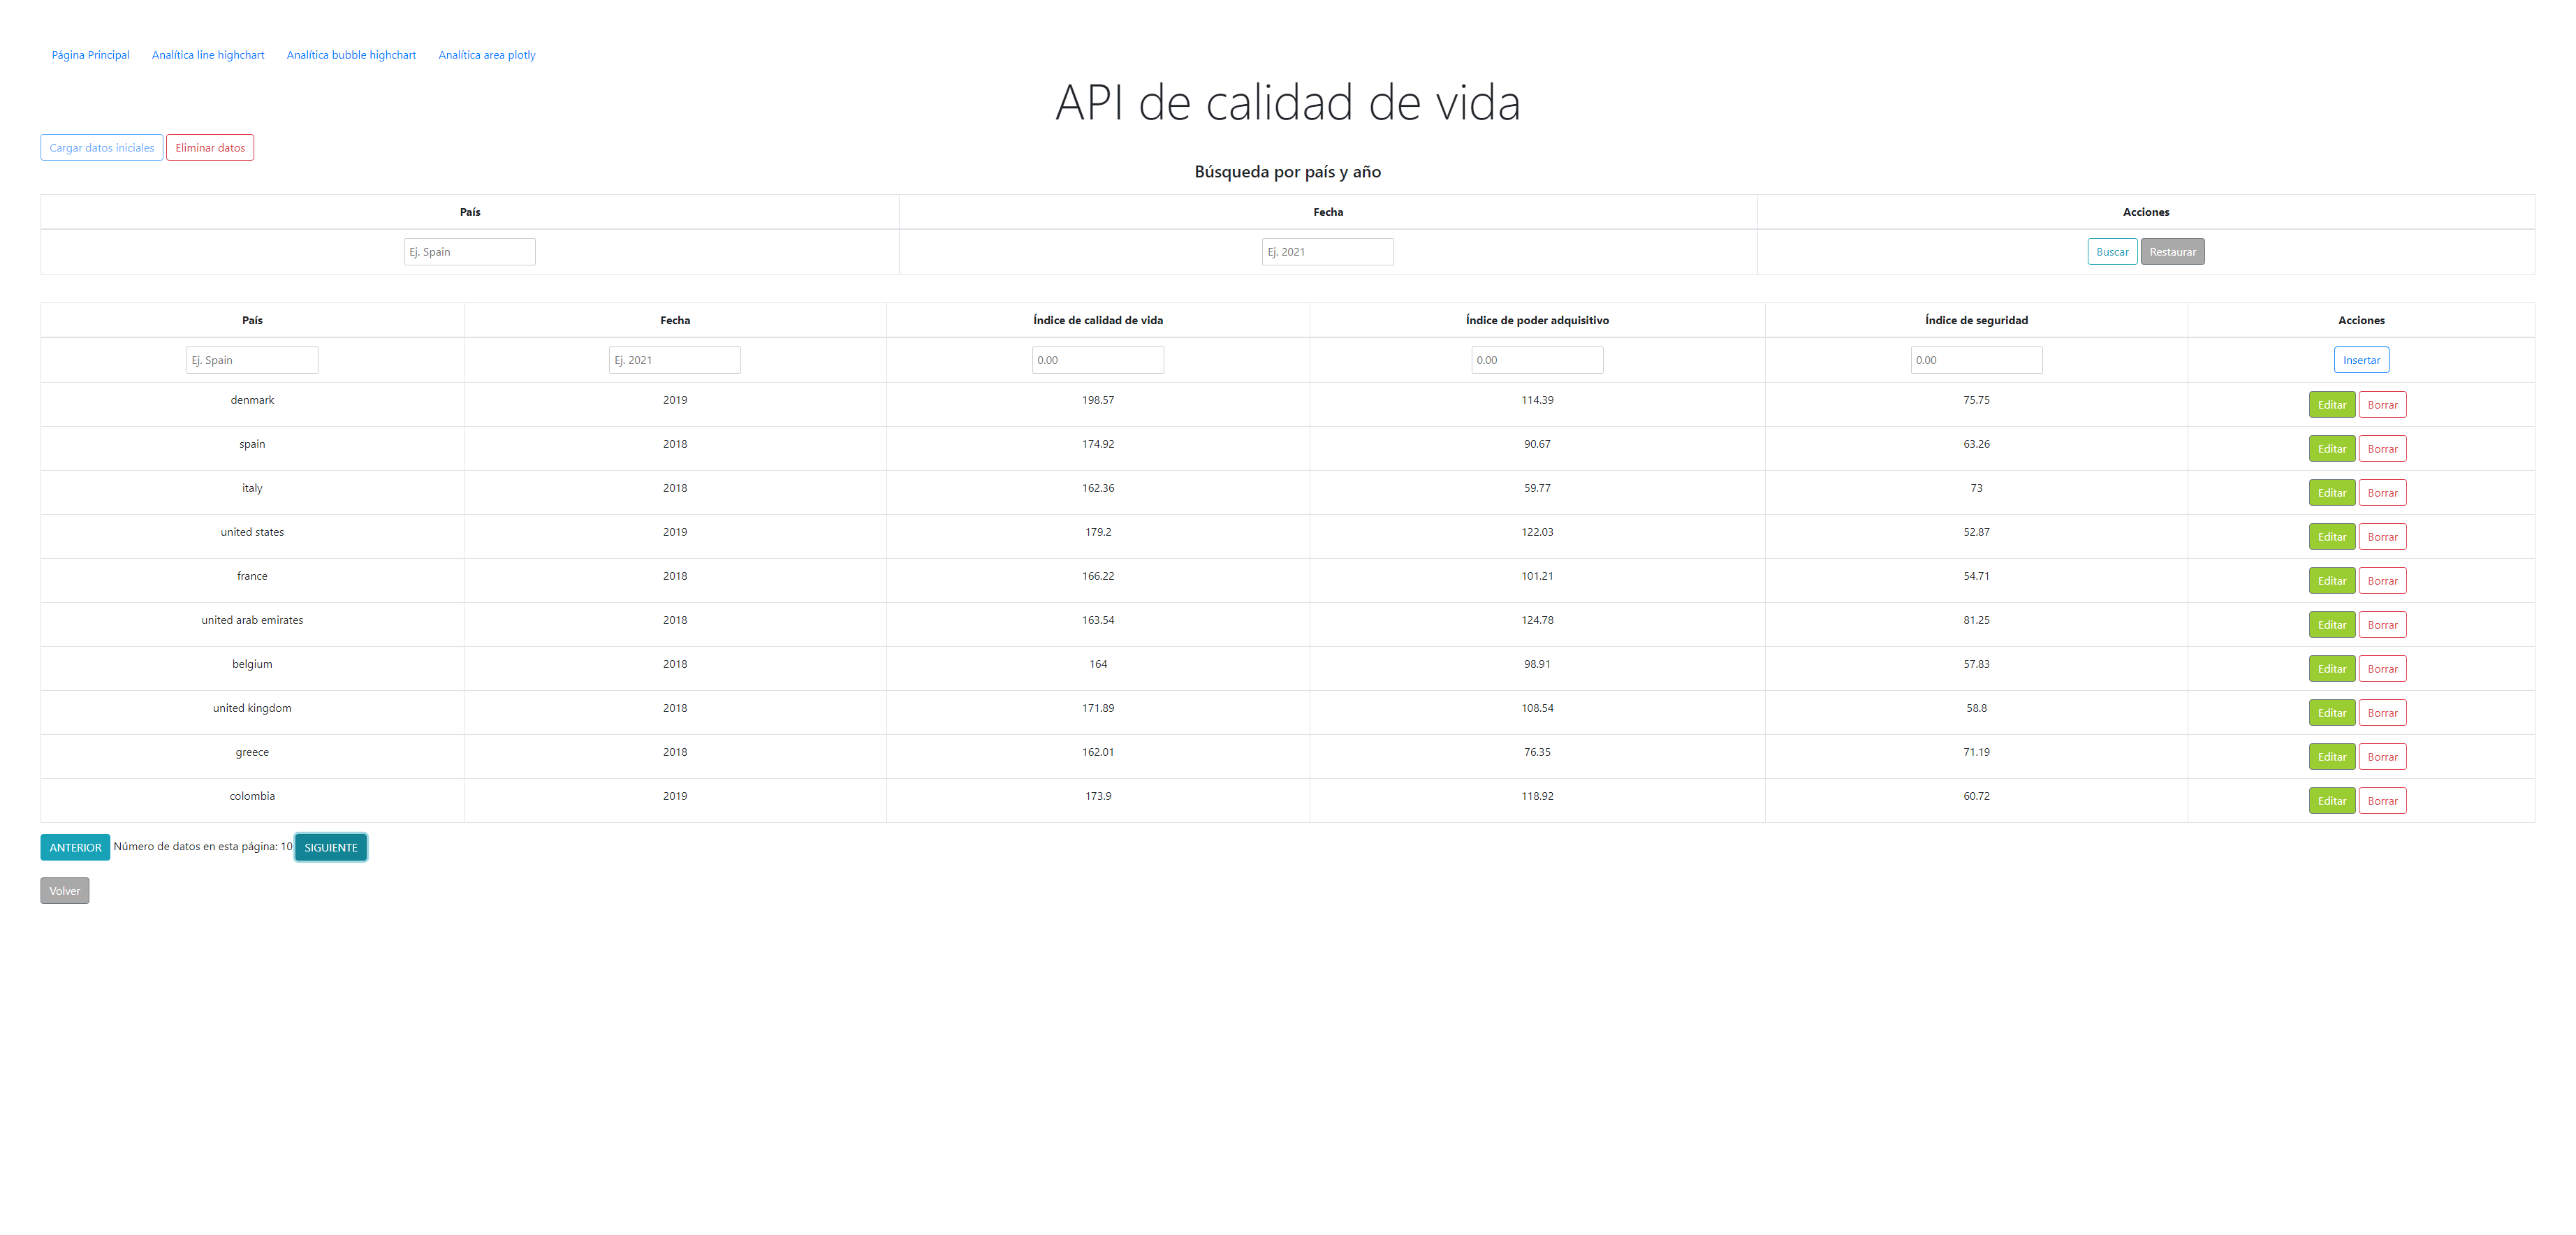 Página Principal Analítica line highchart Analítica bubble highchart Analítica area plotly
API de calidad de vida
Cargar datos iniciales Eliminar datos
Búsqueda por país y año
País Fecha Acciones
Ej. Spain Ej. 2021 Buscar Restaurar
País Fecha Índice de calidad de vida Índice de poder adquisitivo Índice de seguridad Acciones
Ej. Spain Ej. 2021 0.00 0.00 0.00 Insertar
denmark 2019 198.57 114.39 75.75 Editar Borrar
spain 2018 174.92 90.67 63.26 Editar Borrar
italy 2018 162.36 59.77 73 Editar Borrar
united states 2019 179.2 122.03 52.87 Editar Borrar
france 2018 166.22 101.21 54.71 Editar Borrar
united arab emirates 2018 163.54 124.78 81.25 Editar Borrar
belgium 2018 164 98.91 57.83 Editar Borrar
united kingdom 2018 171.89 108.54 58.8 Editar Borrar
greece 2018 162.01 76.35 71.19 Editar Borrar
colombia 2019 173.9 118.92 60.72 Editar Borrar
ANTERIOR Número de datos en esta página: 10 SIGUIENTE
Volver